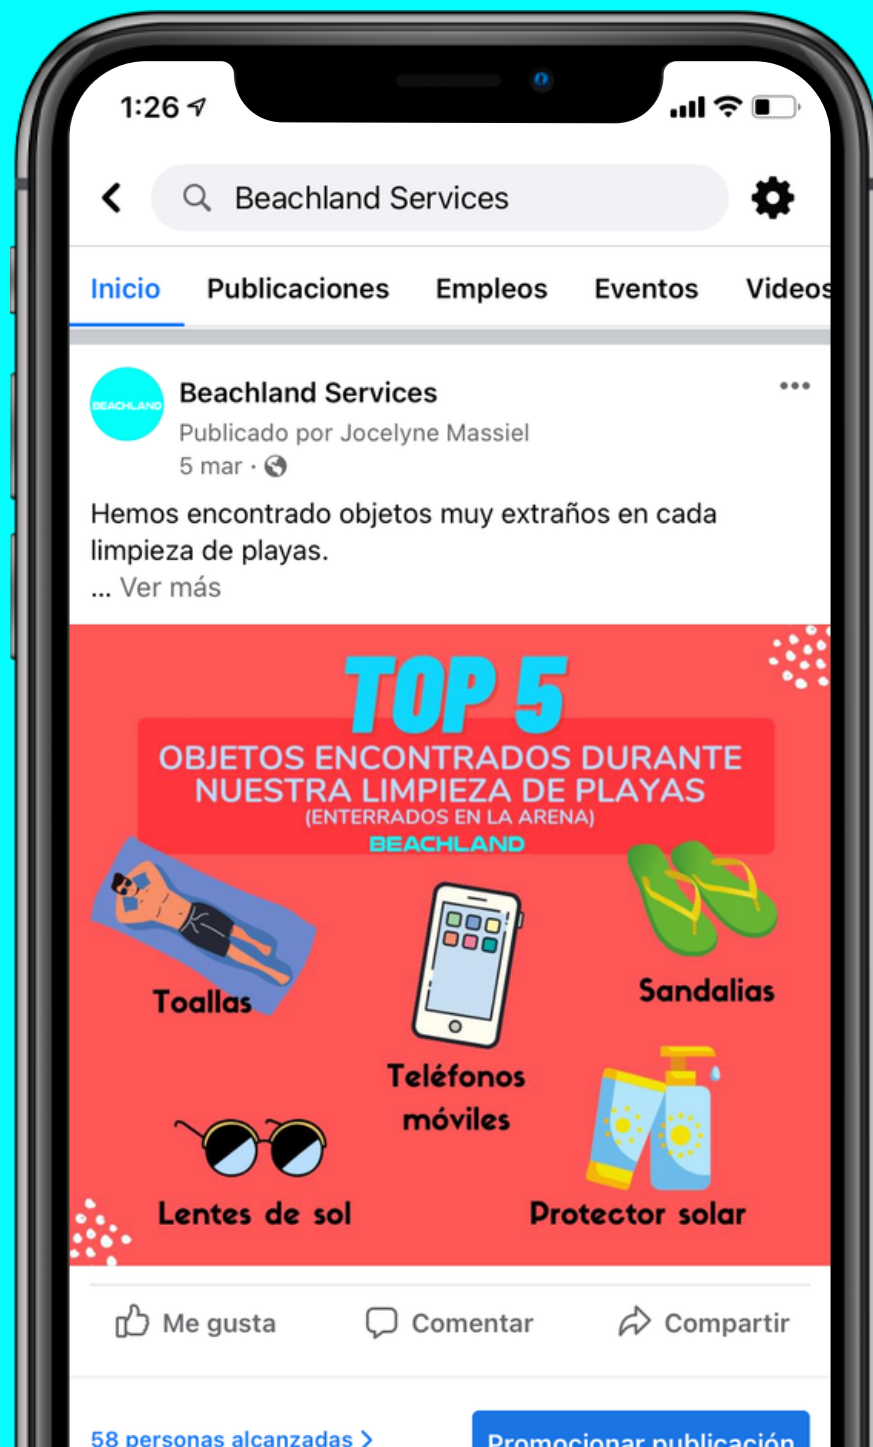 1:26
Beachland Services
Inicio Publicaciones Empleos Eventos Videos
BEACHLAND
Beachland Services
Publicado por Jocelyne Massiel
5 mar ·
Hemos encontrado objetos muy extraños en cada
limpieza de playas.
... Ver más
TOP 5
OBJETOS ENCONTRADOS DURANTE
NUESTRA LIMPIEZA DE PLAYAS
(ENTERRADOS EN LA ARENA)
BEACHLAND
Toallas
Sandalias
Teléfonos
móviles
Lentes de sol
Protector solar
Me gusta Comentar Compartir
58 personas alcanzadas
Promocionar publicación